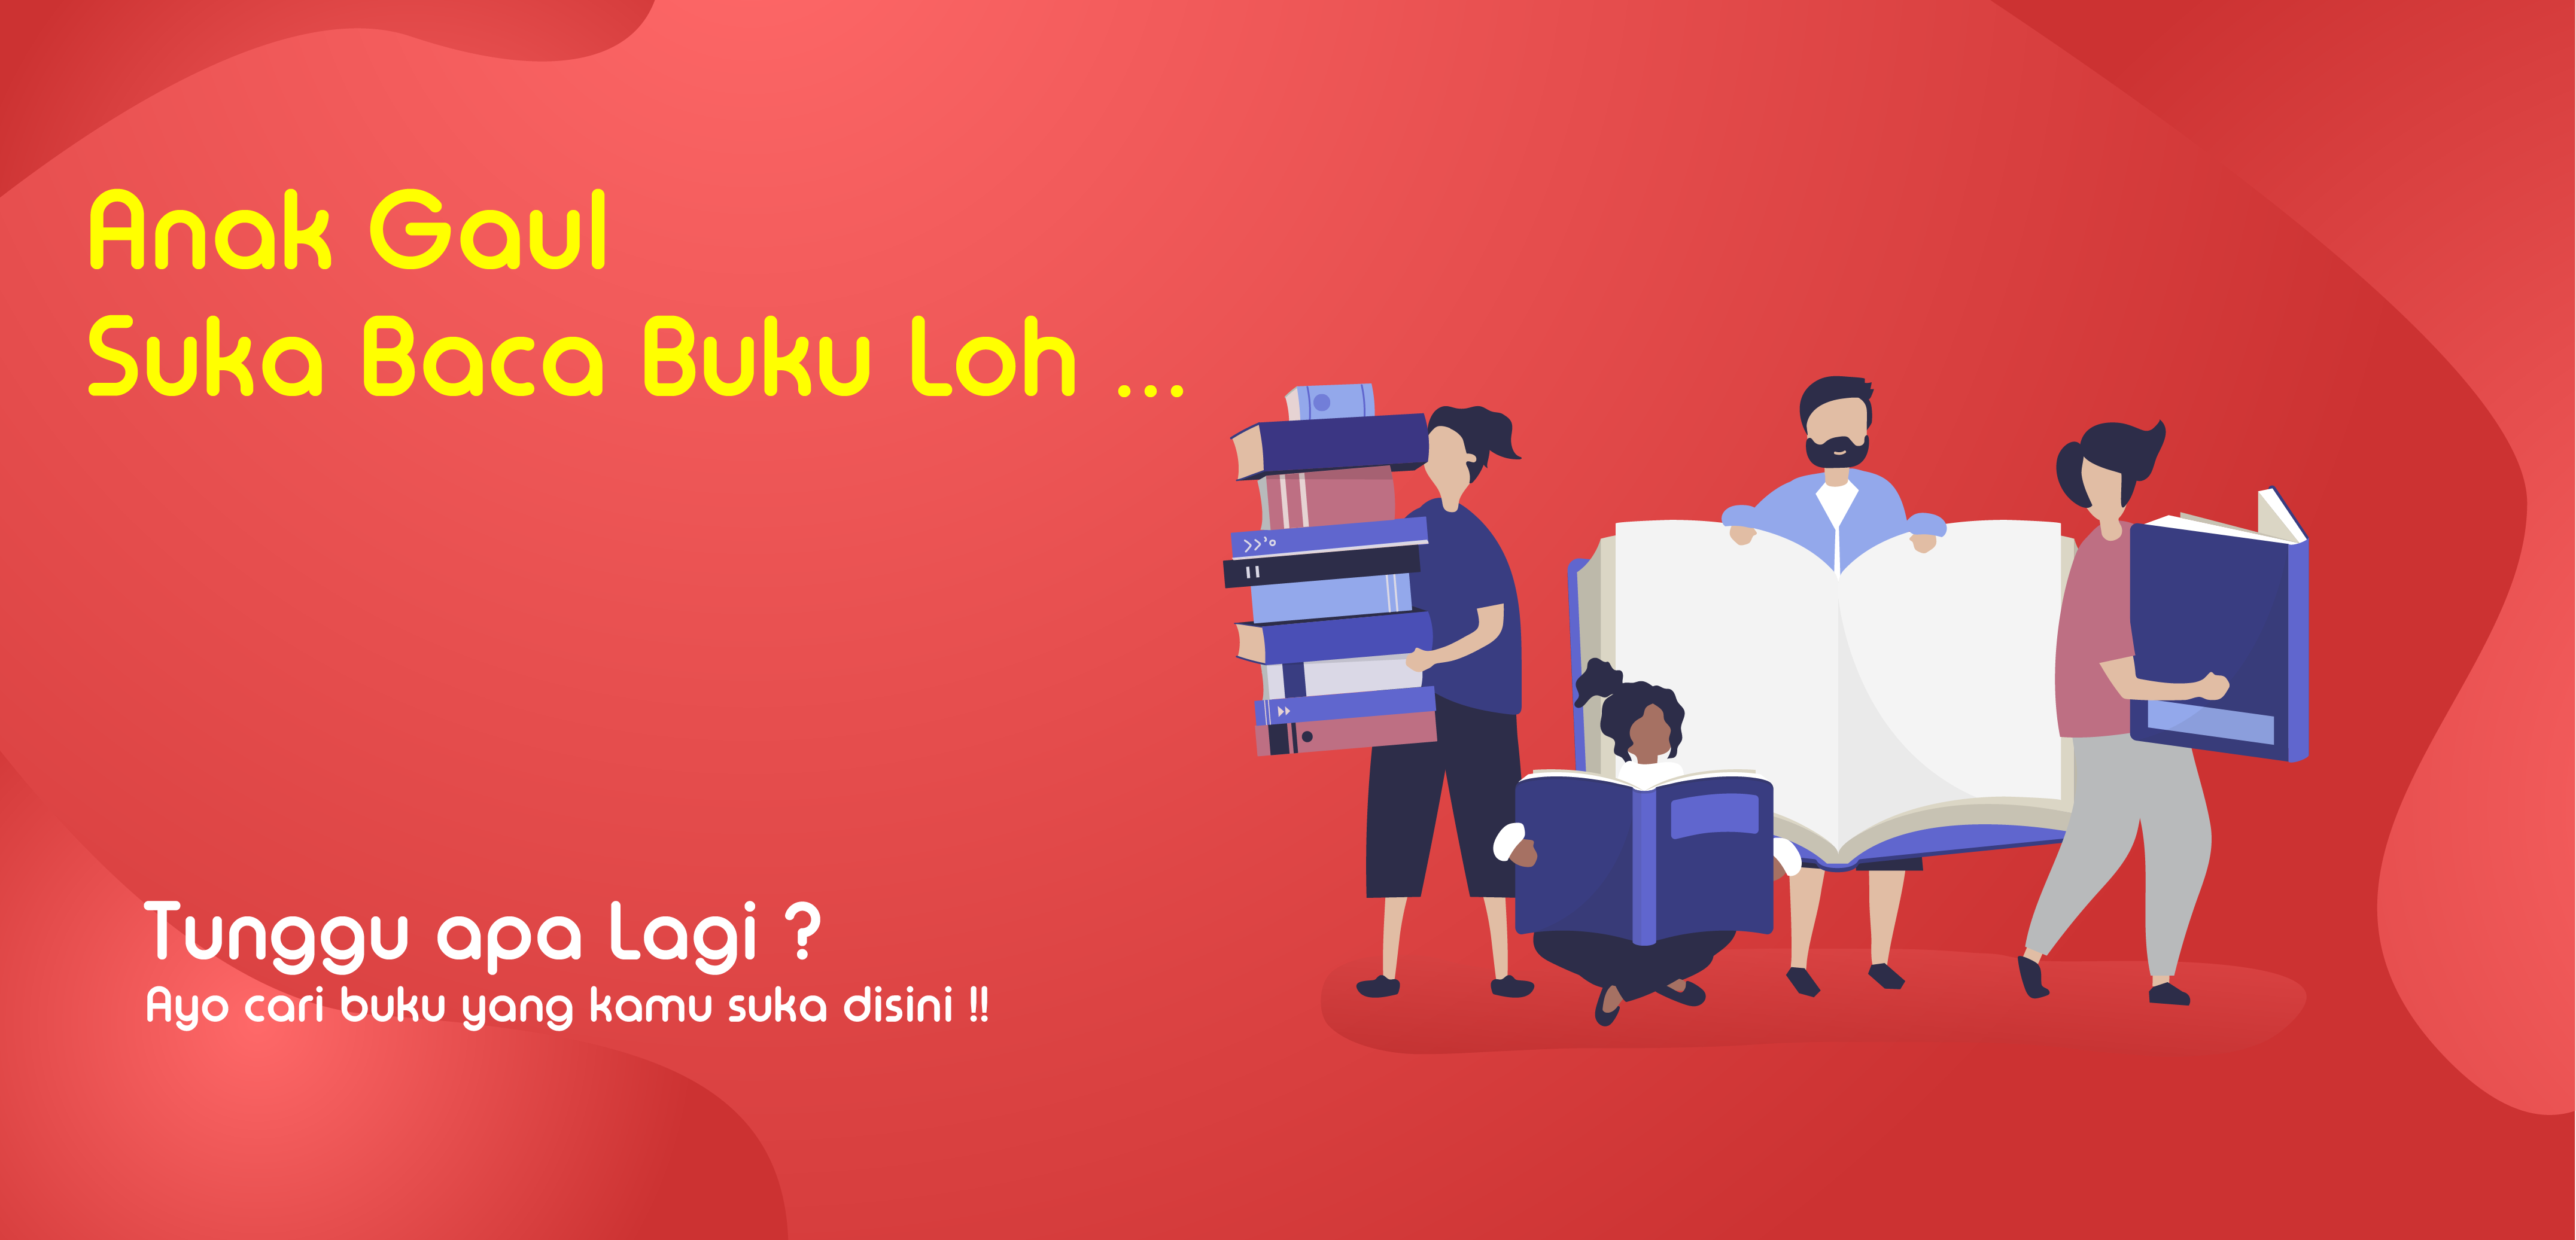 Anak Gaul
Suka Baca Buku Loh ...
Tunggu apa Lagi ?
Ayo cari buku yang kamu suka disini !!